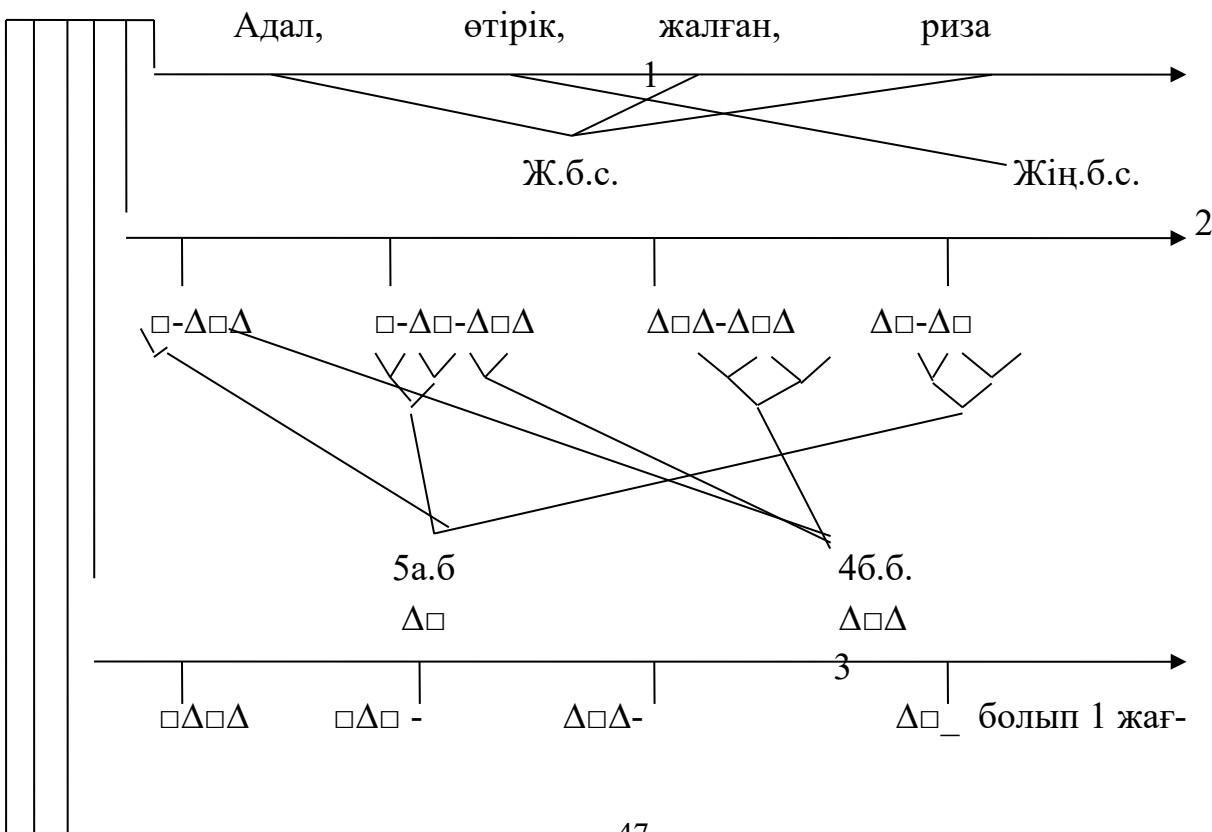 Адал, өтірік, жалған, риза
1
Ж.б.с. Жің.б.с.
2
□-Δ□Δ □-Δ□-Δ□Δ Δ□Δ-Δ□Δ Δ□-Δ□
5а.б 4б.б.
Δ□ Δ□Δ
3
□Δ□Δ □Δ□ - Δ□Δ- Δ□_ болып 1 жағ-
47